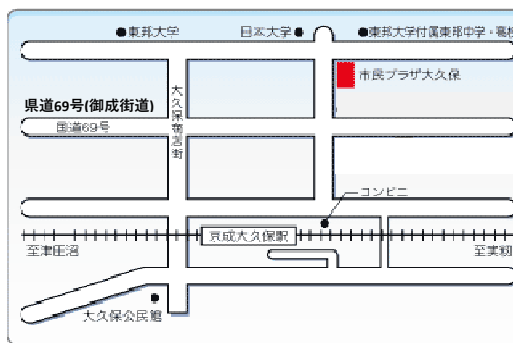 ●東邦大学
日本大学●
●東邦大学付属東邦中学・高校
市民プラザ大久保
大久保商店街
県道69号(御成街道)
国道69号
コンビニ
京成大久保駅
至津田沼
至実籾
大久保公民館